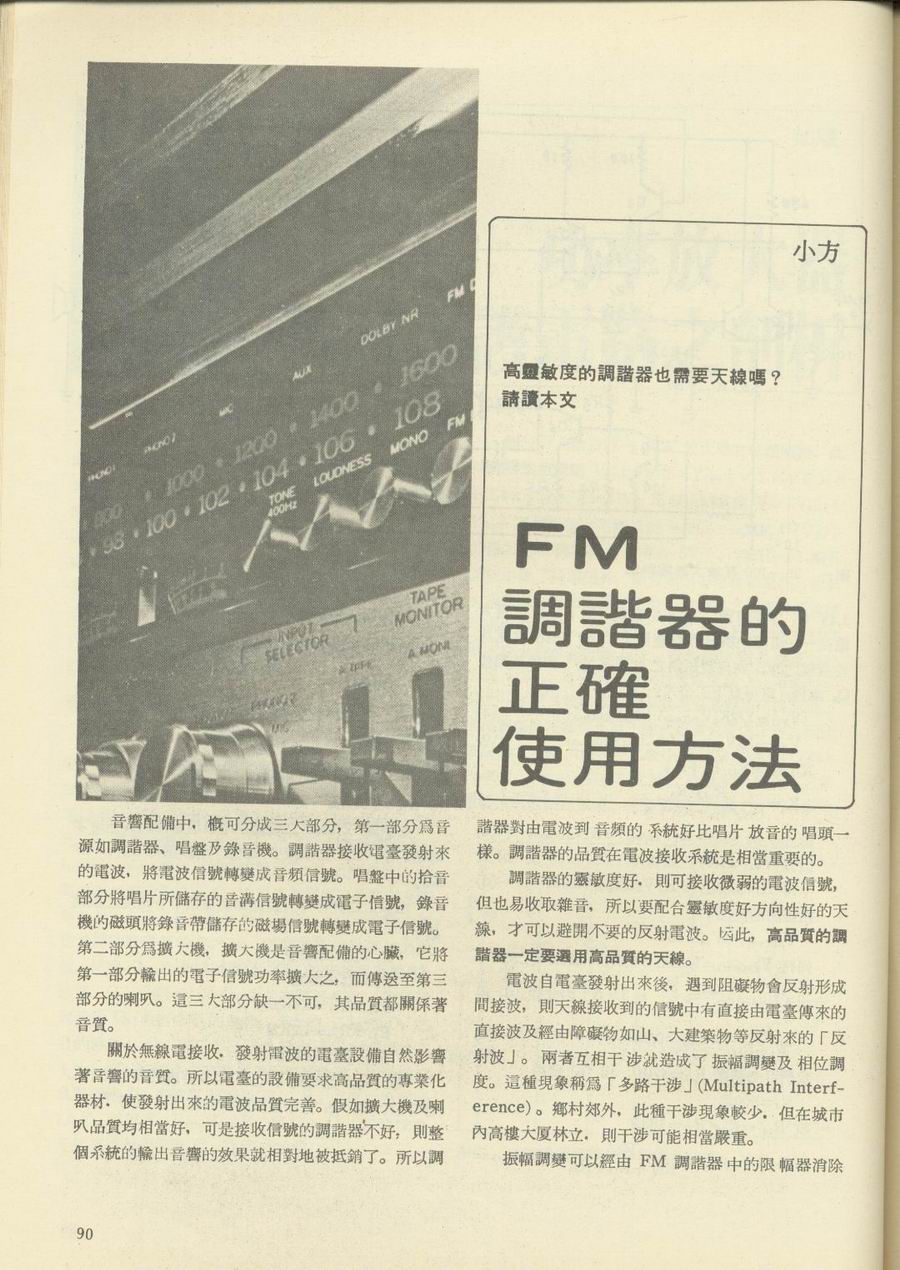 FM
DOLBY NR
AUX
MIC
PHONO 2
PHONO 1
800 1000 1200 1400 1600
98 100 102 104 106 108
TONE
400Hz
LOUDNESS
MONO
FM
TAPE
MONITOR
INPUT
SELECTOR
A. TAPE
A. MONI
MIC
小方
高靈敏度的調諧器也需要天線嗎？
請讀本文
FM
調諧器的
正確
使用方法
音響配備中，概可分成三大部分，第一部分爲音
源如調諧器、唱盤及錄音機。調諧器接收電臺發射來
的電波，將電波信號轉變成音頻信號。唱盤中的拾音
部分將唱片所儲存的音溝信號轉變成電子信號，錄音
機的磁頭將錄音帶儲存的磁場信號轉變成電子信號。
第二部分爲擴大機，擴大機是音響配備的心臟，它將
第一部分輸出的電子信號功率擴大之，而傳送至第三
部分的喇叭。這三大部分缺一不可，其品質都關係著
音質。
關於無線電接收，發射電波的電臺設備自然影響
著音響的音質。所以電臺的設備要求高品質的專業化
器材．使發射出來的電波品質完善。假如擴大機及喇
叭品質均相當好，可是接收信號的調諧器不好，則整
個系統的輸出音響的效果就相對地被抵銷了。所以調
諧器對由電波到音頻的系統好比唱片放音的唱頭一
樣。調諧器的品質在電波接收系統是相當重要的。
調諧器的靈敏度好．則可接收微弱的電波信號，
但也易收取雜音，所以要配合靈敏度好方向性好的天
線，才可以避開不要的反射電波。因此，高品質的調
諧器一定要選用高品質的天線。
電波自電臺發射出來後，遇到阻礙物會反射形成
間接波，則天線接收到的信號中有直接由電臺傳來的
直接波及經由障礙物如山、大建築物等反射來的「反
射波」。兩者互相干涉就造成了振幅調變及相位調
度。這種現象稱爲「多路干涉」(Multipath Interf-
erence)。鄉村郊外，此種干涉現象較少．但在城市
內高樓大厦林立．則干涉可能相當嚴重。
振幅調變可以經由 FM 調諧器中的限幅器消除
90